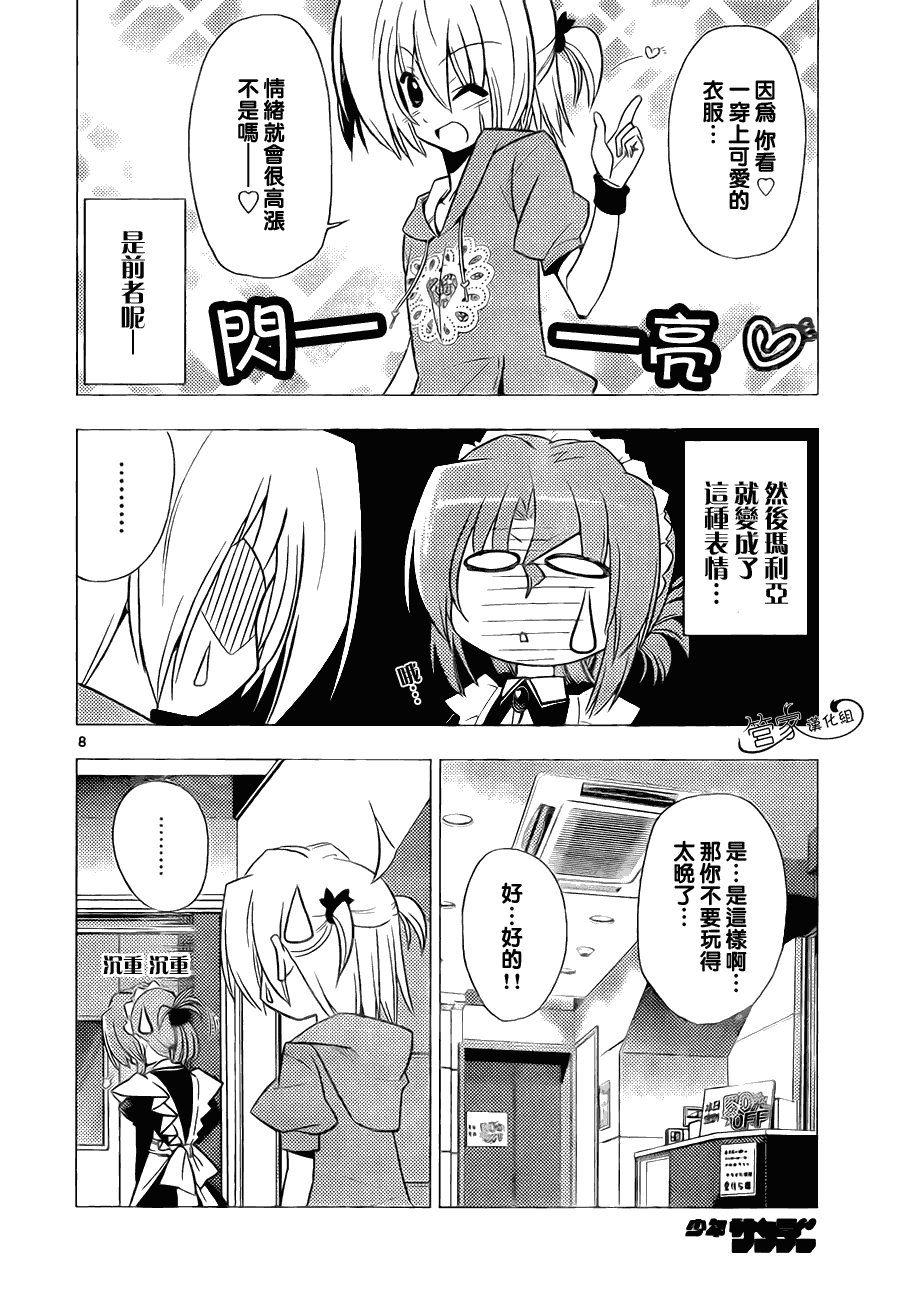 因為 你看♡
一穿上可愛的
衣服…
情緒就會很高漲
不是嗎——♡
閃——亮♡
是前者呢—
然後瑪利亞
就變成了
這種表情…
哦…
………
8
管家漢化組
是…是這樣啊…
那你不要玩得
太晚了…
好…好的!!
OFF
………
沉重 沉重
少年サンデー